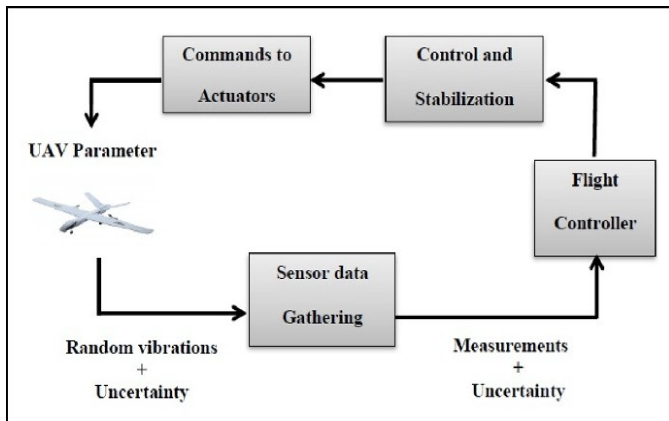 Commands to
Actuators
Control and
Stabilization
UAV Parameter
Flight
Controller
Sensor data
Gathering
Random vibrations
+
Uncertainty
Measurements
+
Uncertainty